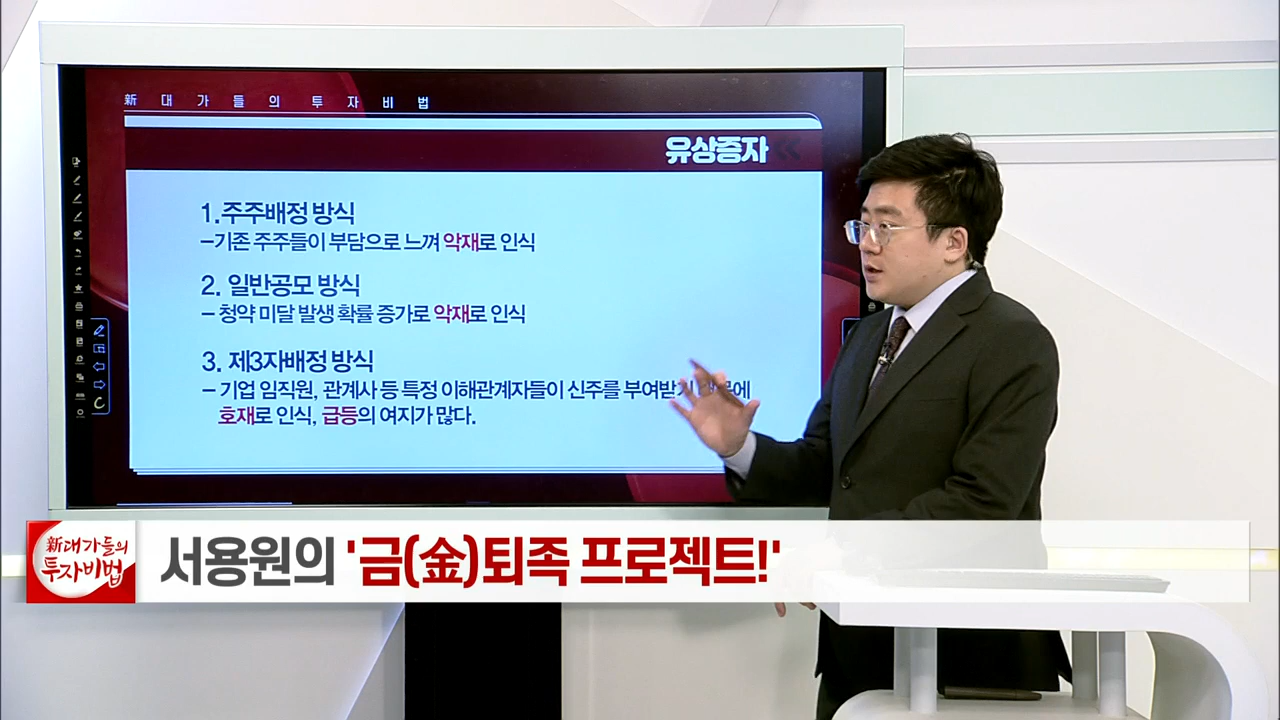 新 대 가 들 의 투 자 비 법
유상증자
1.주주배정 방식
–기존 주주들이 부담으로 느껴 악재로 인식
2. 일반공모 방식
– 청약 미달 발생 확률 증가로 악재로 인식
3. 제3자배정 방식
– 기업 임직원, 관계사 등 특정 이해관계자들이 신주를 부여받
호재로 인식, 급등의 여지가 많다.
新대가들의
투자비법
서용원의 '금(金)퇴족 프로젝트!'